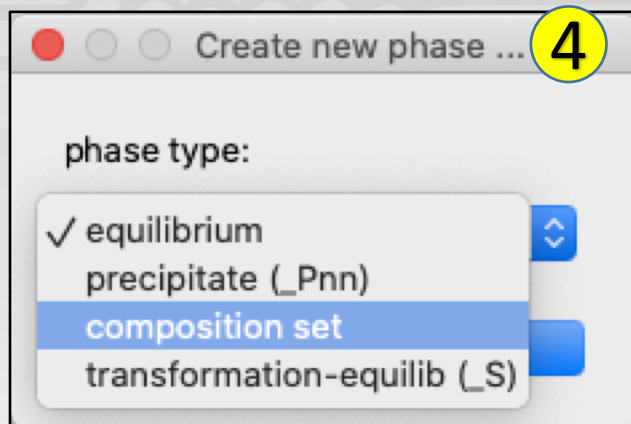 Create new phase ...
4
phase type:
✓ equilibrium
precipitate (_Pnn)
composition set
transformation-equilib (_S)